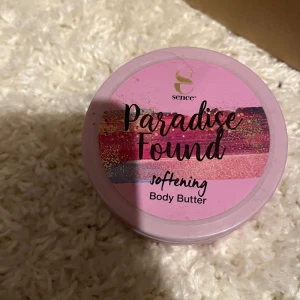 sence
Paradise
Found
softening
Body Butter